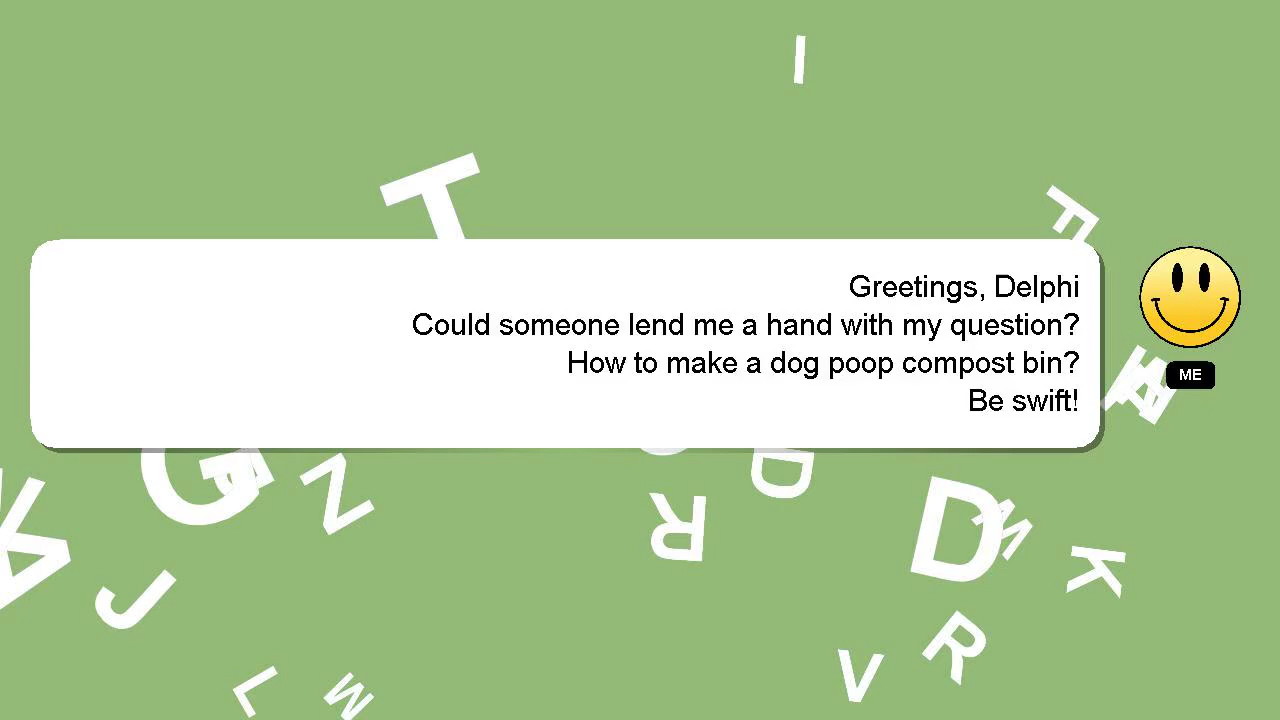 I
T
F
Greetings, Delphi
Could someone lend me a hand with my question?
How to make a dog poop compost bin?
Be swift!
ME
G
N
D
R
D
M
K
J
R
V
L
M